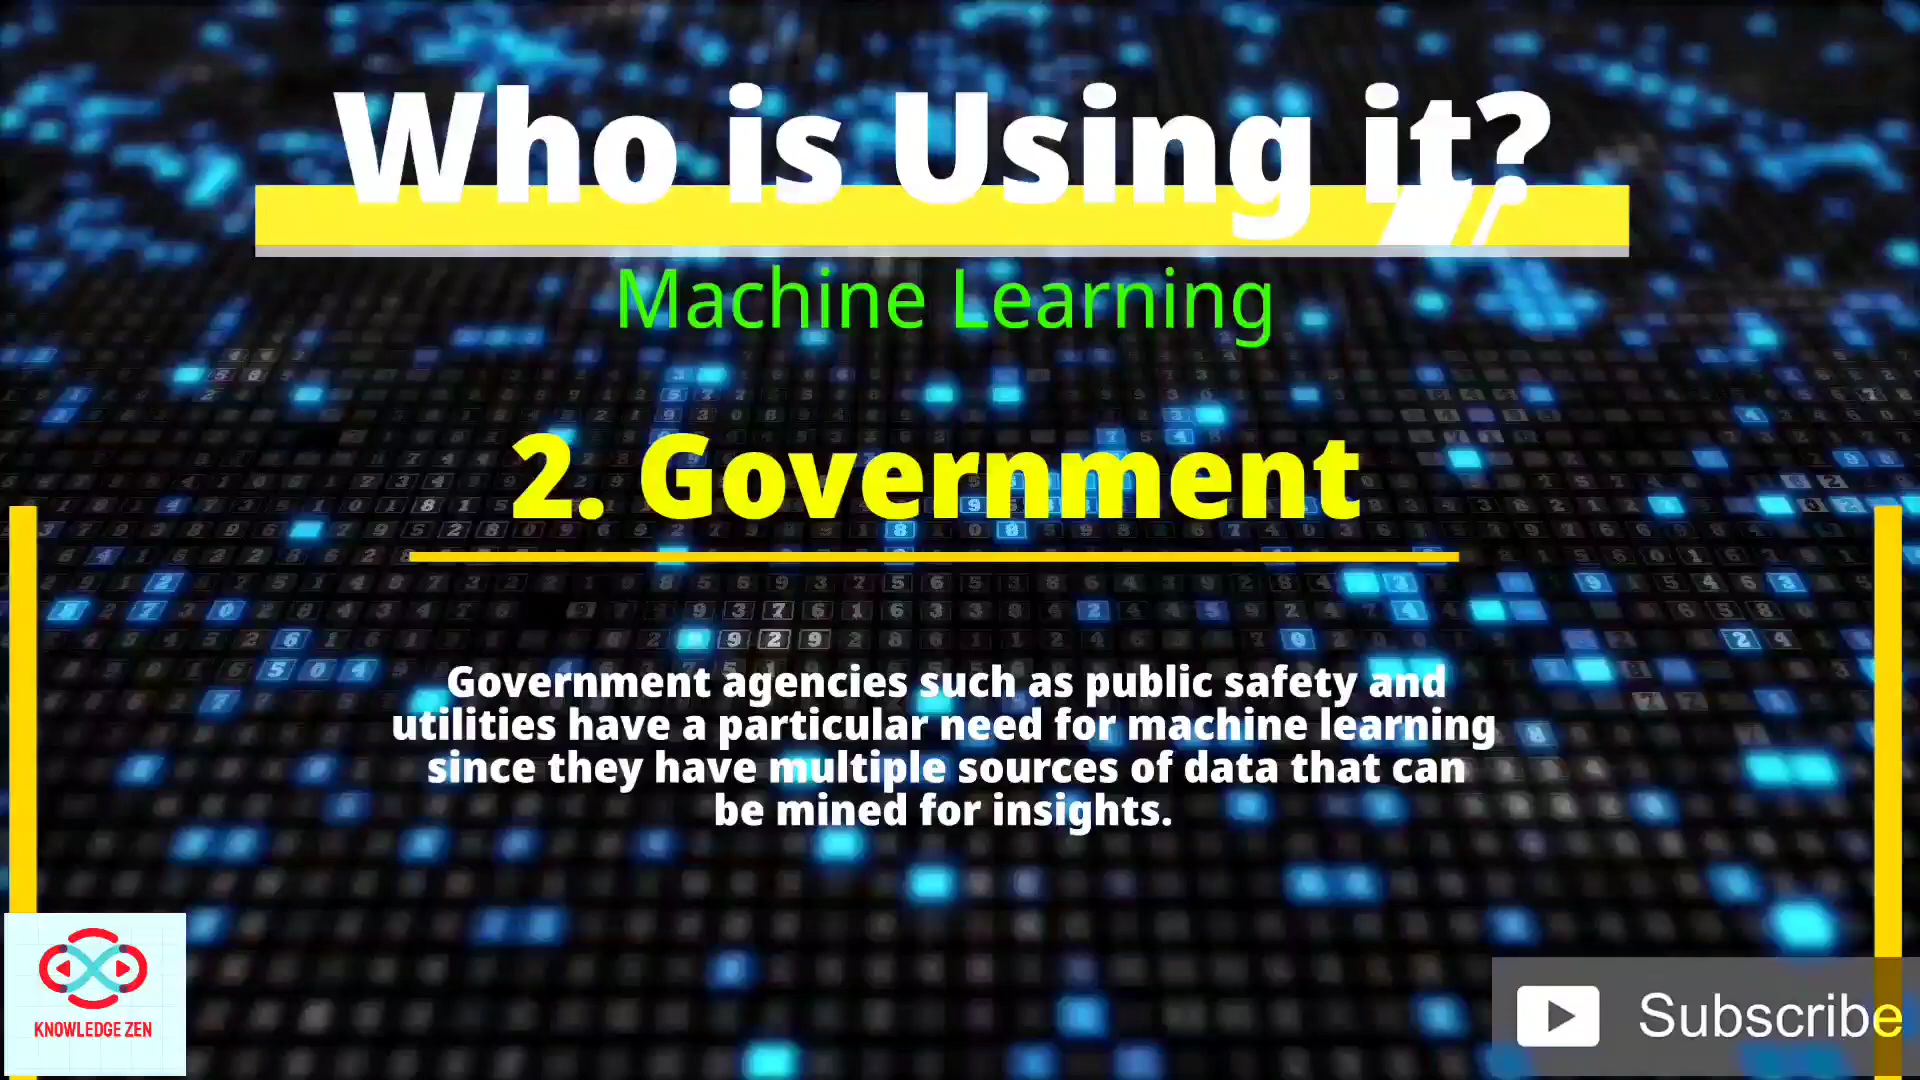 Who is Using it?
Machine Learning
2. Government
Government agencies such as public safety and
utilities have a particular need for machine learning
since they have multiple sources of data that can
be mined for insights.
KNOWLEDGE ZEN
Subscribe